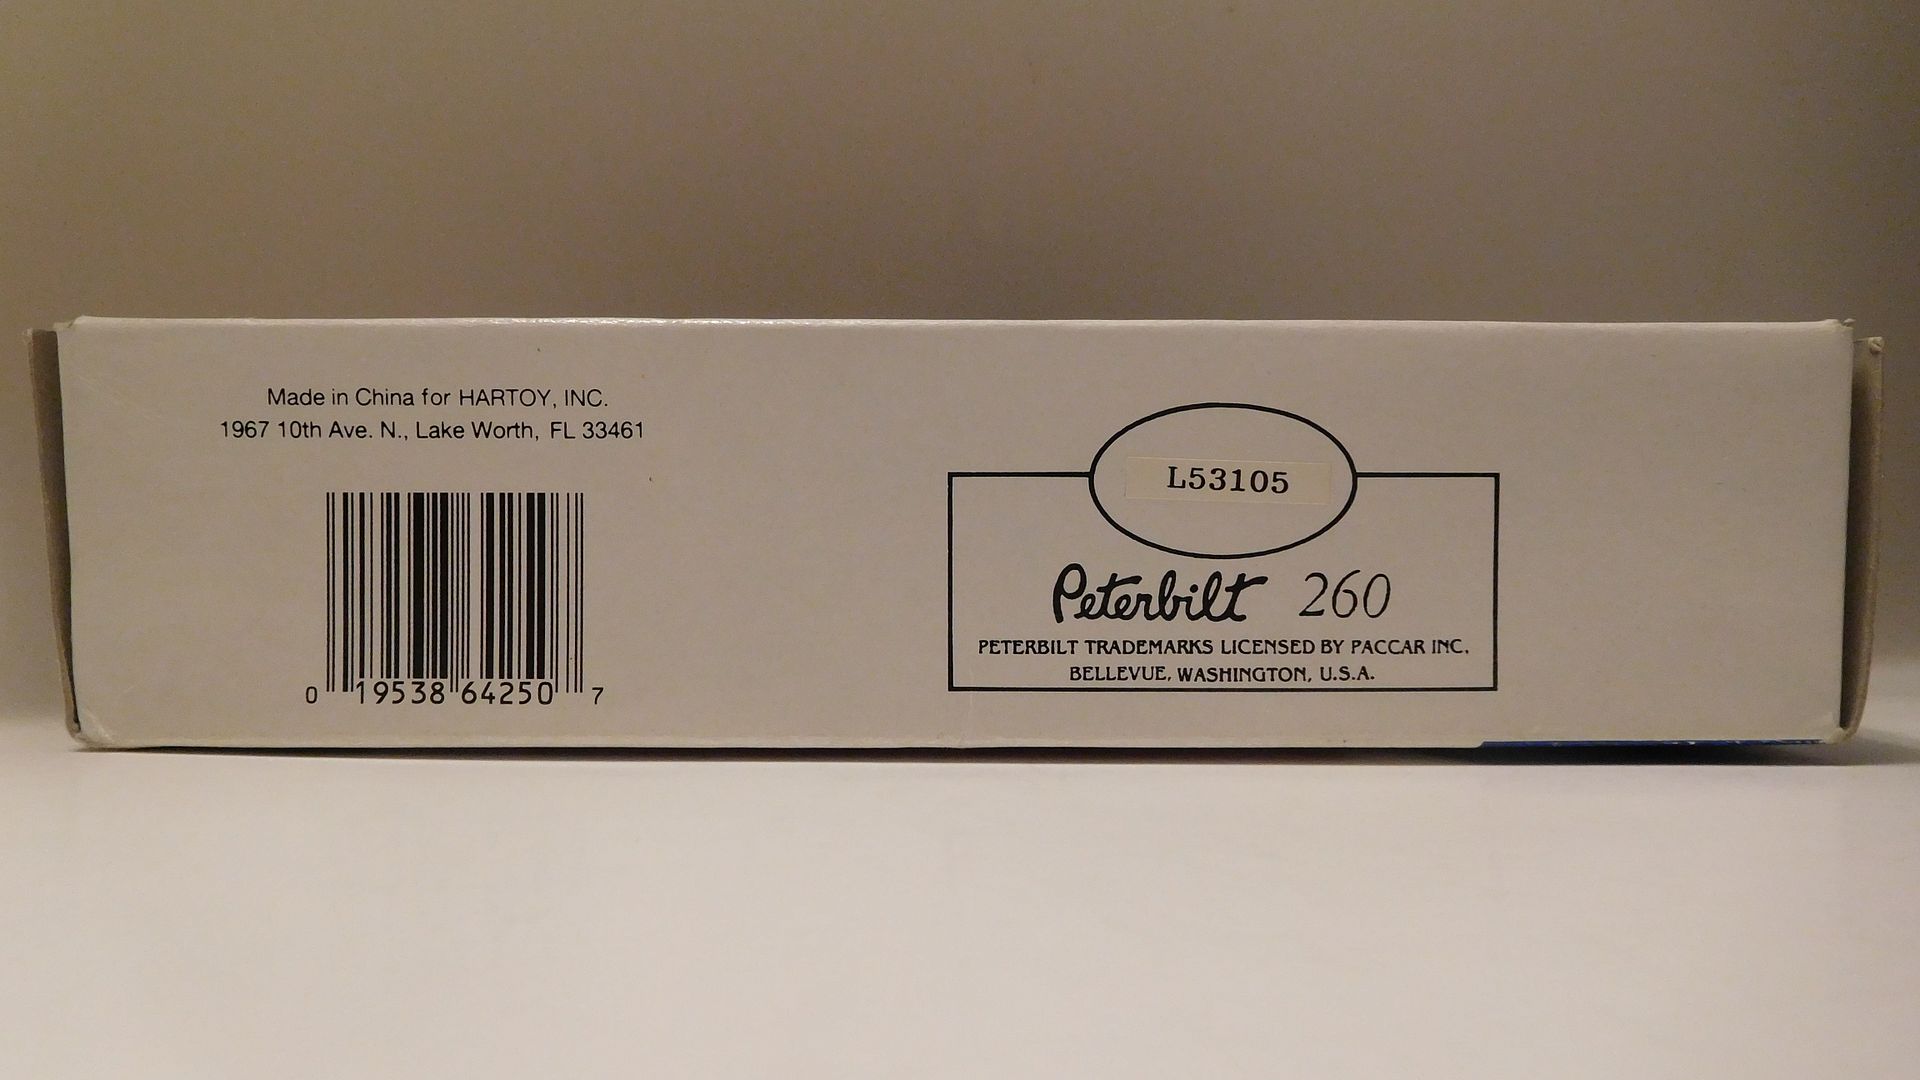 Made in China for HARTOY, INC.
1967 10th Ave. N., Lake Worth, FL 33461
0 19538 64250 7
L53105
Peterbilt 260
PETERBILT TRADEMARKS LICENSED BY PACCAR INC.
BELLEVUE, WASHINGTON, U.S.A.